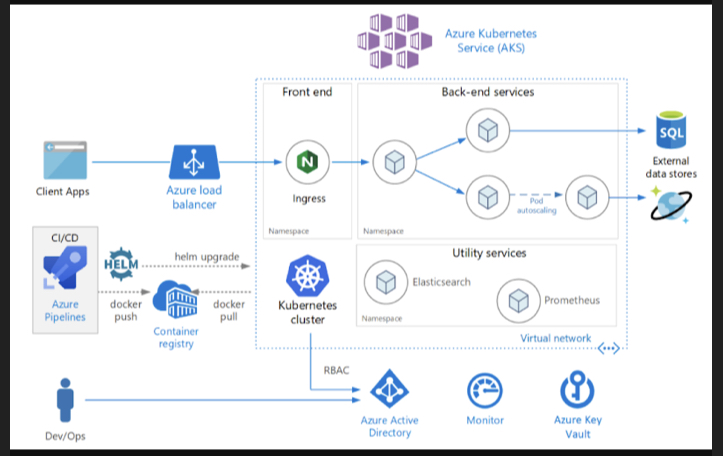 Azure Kubernetes
Service (AKS)
Front end
Back-end services
SQL
External
data stores
Client Apps
Azure load
balancer
N
Ingress
Pod
autoscaling
Namespace
Namespace
CI/CD
HELM
helm upgrade
Azure
Pipelines
docker
push
docker
pull
Container
registry
Kubernetes
cluster
Utility services
Elasticsearch
Prometheus
Namespace
Virtual network
RBAC
Dev/Ops
Azure Active
Directory
Monitor
Azure Key
Vault